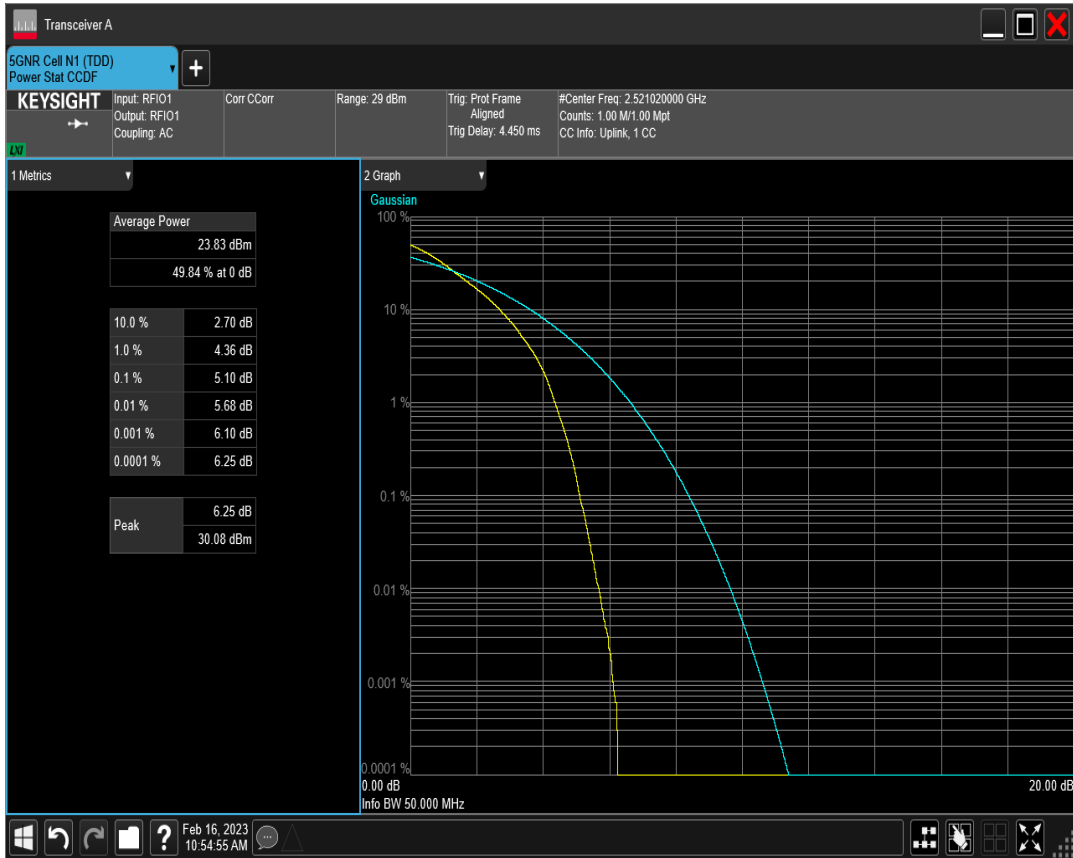 Transceiver A
5GNR Cell N1 (TDD)
Power Stat CCDF
+
KEYSIGHT
LXI
Input: RFIO1
Output: RFIO1
Coupling: AC
Corr CCorr
Range: 29 dBm
Trig: Prot Frame
Aligned
Trig Delay: 4.450 ms
#Center Freq: 2.521020000 GHz
Counts: 1.00 M/1.00 Mpt
CC Info: Uplink, 1 CC
1 Metrics
Average Power
23.83 dBm
49.84 % at 0 dB
10.0 % 2.70 dB
1.0 % 4.36 dB
0.1 % 5.10 dB
0.01 % 5.68 dB
0.001 % 6.10 dB
0.0001 % 6.25 dB
Peak
6.25 dB
30.08 dBm
2 Graph
Gaussian
100 %
10 %
1 %
0.1 %
0.01 %
0.001 %
0.0001 %
0.00 dB 20.00 dB
Info BW 50.000 MHz
?
Feb 16, 2023
10:54:55 AM